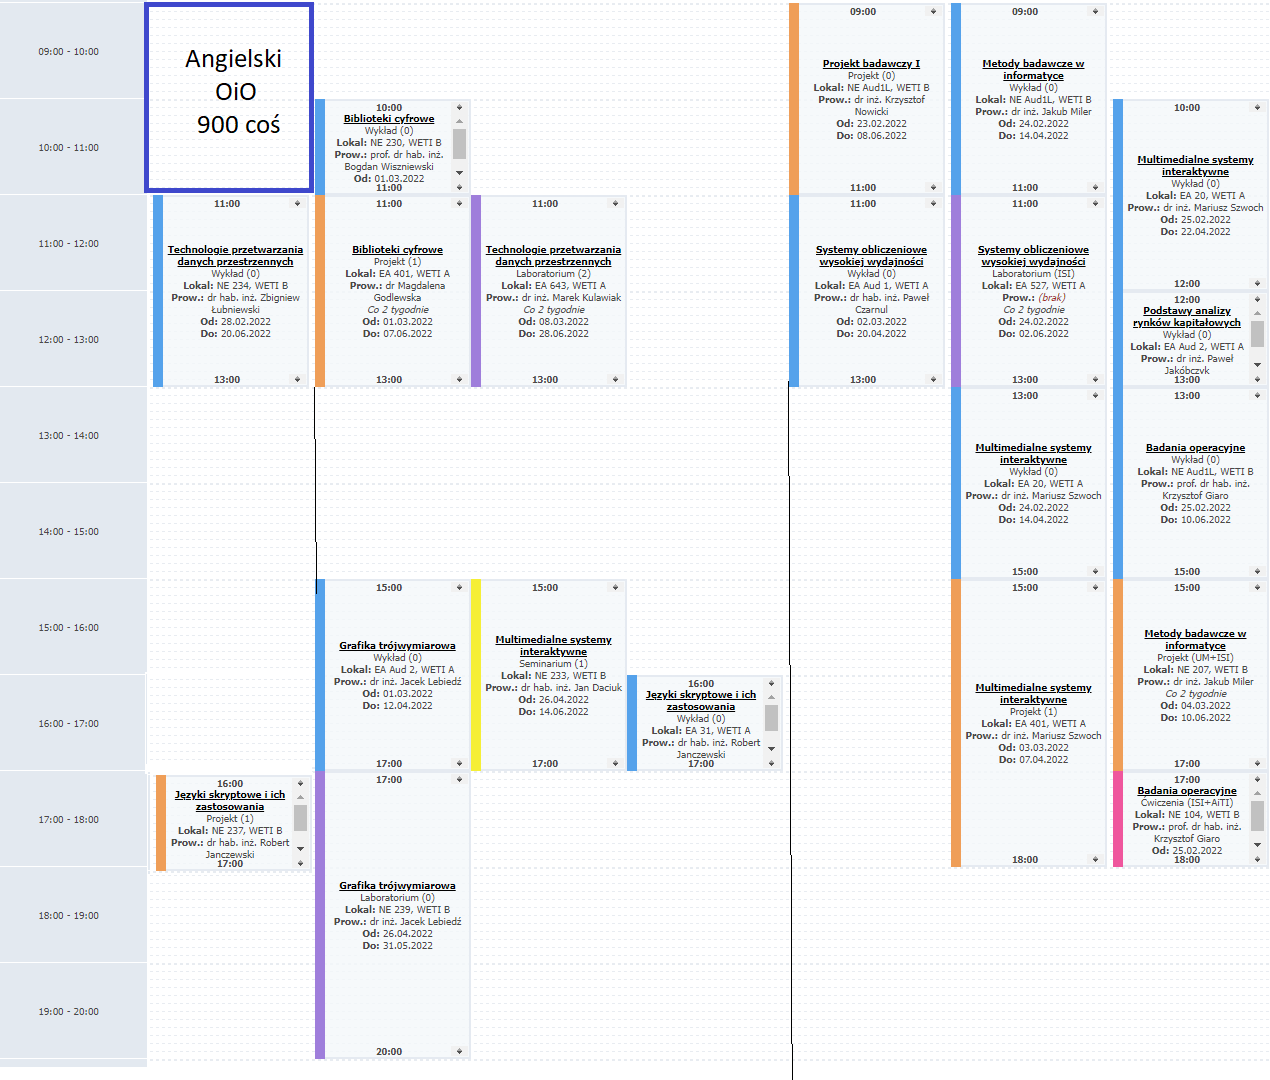 09:00 - 10:00
10:00 - 11:00
11:00 - 12:00
12:00 - 13:00
13:00 - 14:00
14:00 - 15:00
15:00 - 16:00
16:00 - 17:00
17:00 - 18:00
18:00 - 19:00
19:00 - 20:00
Angielski
OiO
900 coś
11:00
Technologie przetwarzania
danych przestrzennych
Wykład (0)
Lokal: NE 234, WETI B
Prow.: dr hab. inż. Zbigniew
Łubniewski
Od: 28.02.2022
Do: 20.06.2022
13:00
16:00
Języki skryptowe i ich
zastosowania
Projekt (1)
Lokal: NE 237, WETI B
Prow.: dr hab. inż. Robert
Janczewski
17:00
10:00
Biblioteki cyfrowe
Wykład (0)
Lokal: NE 230, WETI B
Prow.: prof. dr hab. inż.
Bogdan Wiszniewski
Od: 01.03.2022
11:00
11:00
Biblioteki cyfrowe
Projekt (1)
Lokal: EA 401, WETI A
Prow.: dr Magdalena
Godlewska
Co 2 tygodnie
Od: 01.03.2022
Do: 07.06.2022
13:00
11:00
Technologie przetwarzania
danych przestrzennych
Laboratorium (2)
Lokal: EA 643, WETI A
Prow.: dr inż. Marek Kulawiak
Co 2 tygodnie
Od: 08.03.2022
Do: 28.06.2022
13:00
15:00
Grafika trójwymiarowa
Wykład (0)
Lokal: EA Aud 2, WETI A
Prow.: dr inż. Jacek Lebiedź
Od: 01.03.2022
Do: 12.04.2022
17:00
15:00
Multimedialne systemy
interaktywne
Seminarium (1)
Lokal: NE 233, WETI B
Prow.: dr hab. inż. Jan Daciuk
Od: 26.04.2022
Do: 14.06.2022
17:00
16:00
Języki skryptowe i ich
zastosowania
Wykład (0)
Lokal: EA 31, WETI A
Prow.: dr hab. inż. Robert
Janczewski
17:00
17:00
Grafika trójwymiarowa
Laboratorium (0)
Lokal: NE 239, WETI B
Prow.: dr inż. Jacek Lebiedź
Od: 26.04.2022
Do: 31.05.2022
20:00
09:00
Projekt badawczy I
Projekt (0)
Lokal: NE Aud1L, WETI B
Prow.: dr inż. Krzysztof
Nowicki
Od: 23.02.2022
Do: 08.06.2022
11:00
11:00
Systemy obliczeniowe
wysokiej wydajności
Wykład (0)
Lokal: EA Aud 1, WETI A
Prow.: dr hab. inż. Paweł
Czarnul
Od: 02.03.2022
Do: 20.04.2022
13:00
09:00
Metody badawcze w
informatyce
Wykład (0)
Lokal: NE Aud1L, WETI B
Prow.: dr inż. Jakub Miler
Od: 24.02.2022
Do: 14.04.2022
11:00
11:00
Systemy obliczeniowe
wysokiej wydajności
Laboratorium (ISI)
Lokal: EA 527, WETI A
Prow.: (brak)
Co 2 tygodnie
Od: 24.02.2022
Do: 02.06.2022
13:00
13:00
Multimedialne systemy
interaktywne
Wykład (0)
Lokal: EA 20, WETI A
Prow.: dr inż. Mariusz Szwoch
Od: 24.02.2022
Do: 14.04.2022
15:00
15:00
Multimedialne systemy
interaktywne
Projekt (1)
Lokal: EA 401, WETI A
Prow.: dr inż. Mariusz Szwoch
Od: 03.03.2022
Do: 07.04.2022
18:00
10:00
Multimedialne systemy
interaktywne
Wykład (0)
Lokal: EA 20, WETI A
Prow.: dr inż. Mariusz Szwoch
Od: 25.02.2022
Do: 22.04.2022
12:00
12:00
Podstawy analizy
rynków kapitałowych
Wykład (0)
Lokal: EA Aud 2, WETI A
Prow.: dr inż. Paweł
Jakóbczyk
13:00
13:00
Badania operacyjne
Wykład (0)
Lokal: NE Aud1L, WETI B
Prow.: prof. dr hab. inż.
Krzysztof Giaro
Od: 25.02.2022
Do: 10.06.2022
15:00
15:00
Metody badawcze w
informatyce
Projekt (UM+ISI)
Lokal: NE 207, WETI B
Prow.: dr inż. Jakub Miler
Co 2 tygodnie
Od: 04.03.2022
Do: 10.06.2022
17:00
17:00
Badania operacyjne
Ćwiczenia (ISI+AiTI)
Lokal: NE 104, WETI B
Prow.: prof. dr hab. inż.
Krzysztof Giaro
Od: 25.02.2022
18:00